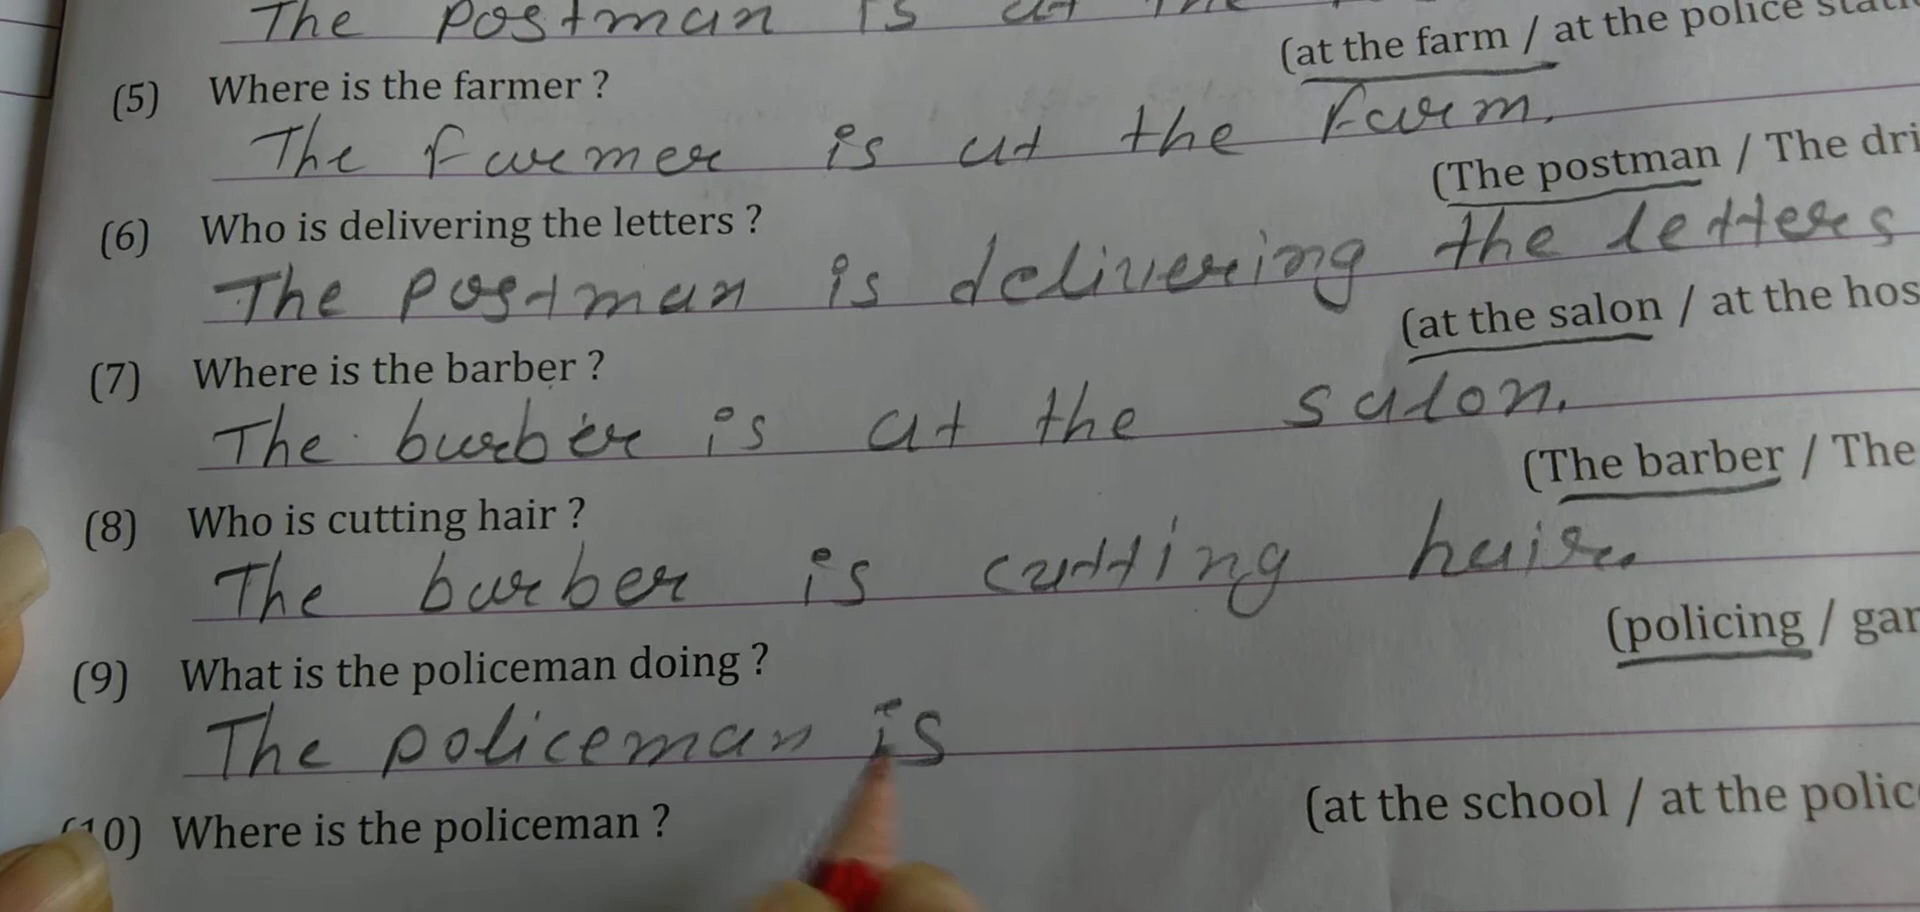 The postman is at the
(at the farm / at the police
(5) Where is the farmer ?
The farmer is at the farm.
(The postman / The dri
(6) Who is delivering the letters ?
The postman is delivering the letters
(at the salon / at the hos
(7) Where is the barber ?
The barber is at the salon.
(The barber / The
(8) Who is cutting hair ?
The barber is cutting hair.
(policing / gar
(9) What is the policeman doing ?
The policeman is
(at the school / at the polic
(10) Where is the policeman ?